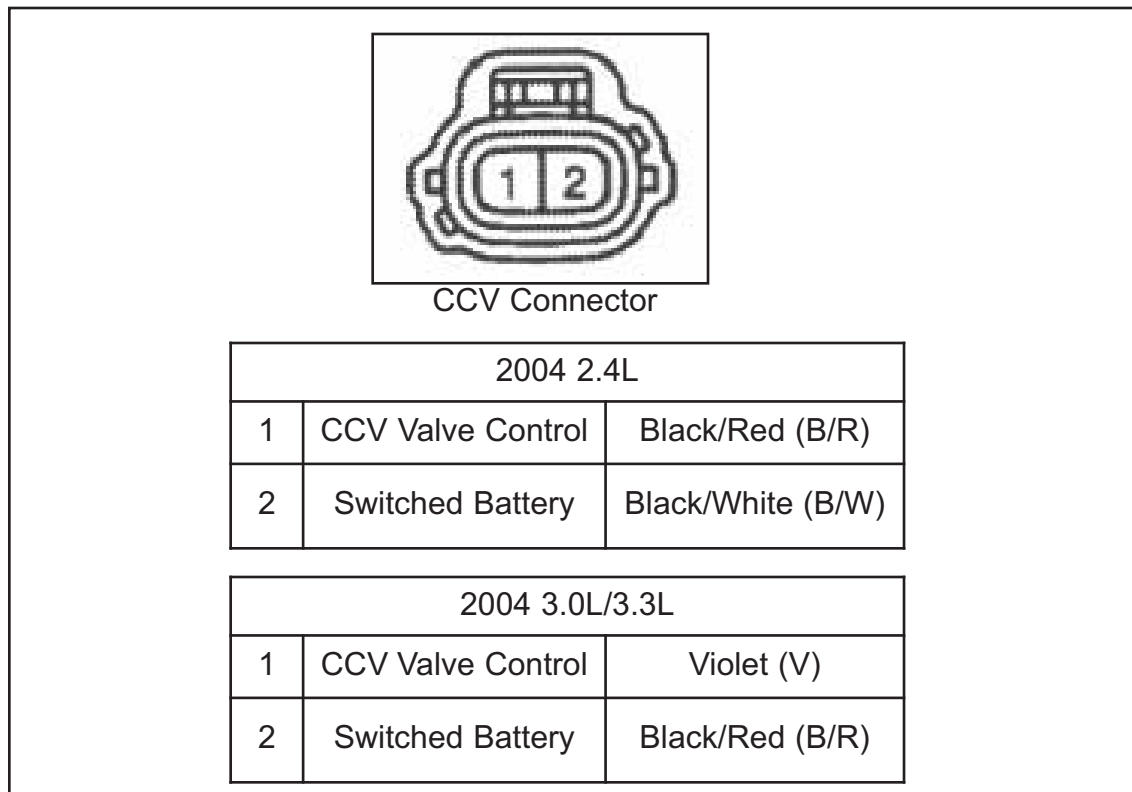 1 2
CCV Connector
2004 2.4L
1 CCV Valve Control Black/Red (B/R)
2 Switched Battery Black/White (B/W)
2004 3.0L/3.3L
1 CCV Valve Control Violet (V)
2 Switched Battery Black/Red (B/R)